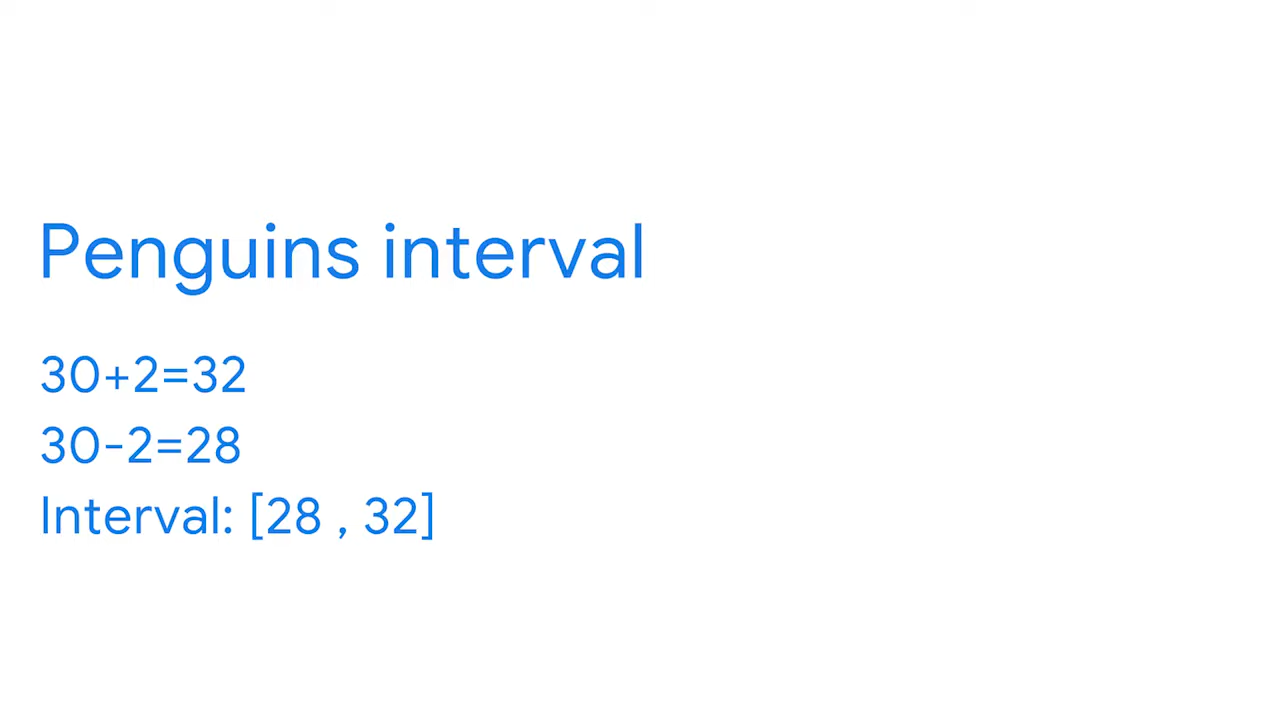 Penguins interval
30+2=32
30-2=28
Interval: [28 , 32]